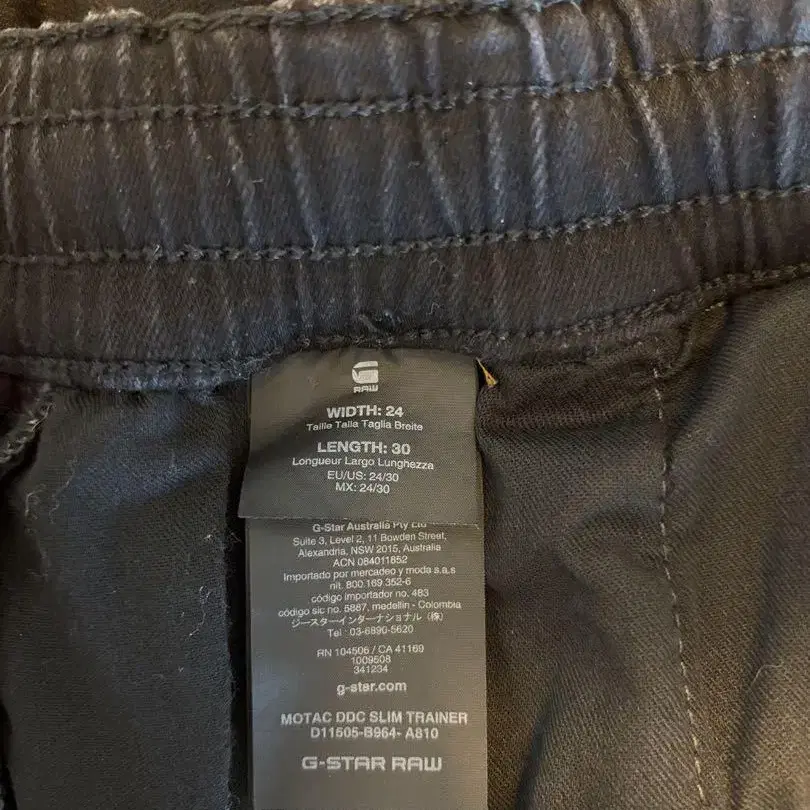 RAW
WIDTH: 24
Taille Talla Taglia Breite
LENGTH: 30
Longueur Largo Lunghezza
EU/US: 24/30
MX: 24/30
G-Star Australia Pty Ltd
Suite 3, Level 2, 11 Bowden Street,
Alexandria, NSW 2015, Australia
ACN 084011852
Importado por mercadeo y moda s.a.s
nit. 800.169.352-6
código importador no. 483
código sic no. 5887, medellin - Colombia
ジースターインターナショナル (株)
Tel : 03-6890-5620
RN 104506 / CA 41169
1009508
341234
g-star.com
MOTAC DDC SLIM TRAINER
D11505-B964- A810
G-STAR RAW